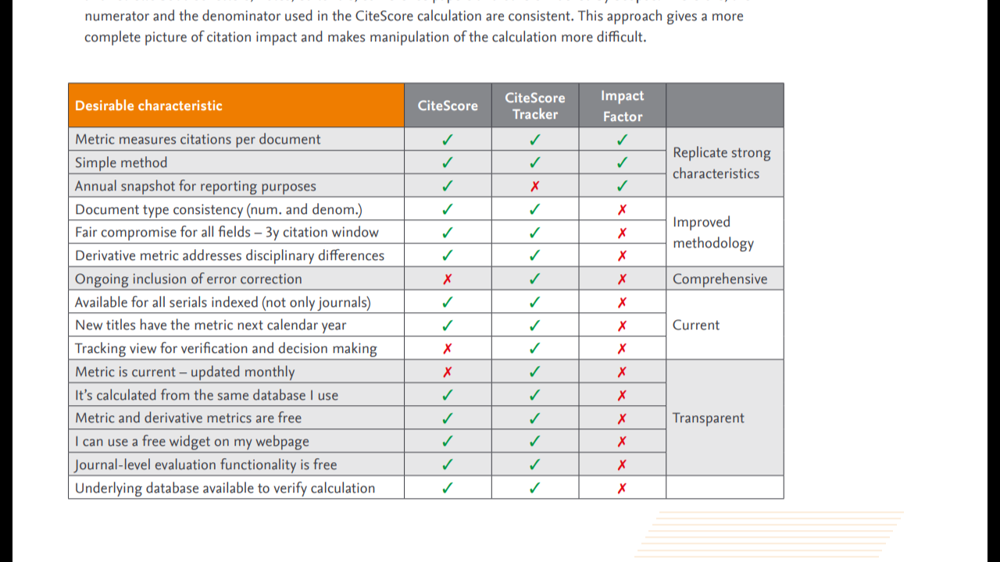 numerator and the denominator used in the CiteScore calculation are consistent. This approach gives a more
complete picture of citation impact and makes manipulation of the calculation more difficult.
Desirable characteristic CiteScore CiteScore Tracker Impact Factor
Metric measures citations per document ✓ ✓ ✓ Replicate strong characteristics
Simple method ✓ ✓ ✓
Annual snapshot for reporting purposes ✓ ✗ ✓
Document type consistency (num. and denom.) ✓ ✓ ✗ Improved methodology
Fair compromise for all fields – 3y citation window ✓ ✓ ✗
Derivative metric addresses disciplinary differences ✓ ✓ ✗
Ongoing inclusion of error correction ✗ ✓ ✗ Comprehensive
Available for all serials indexed (not only journals) ✓ ✓ ✗ Current
New titles have the metric next calendar year ✓ ✓ ✗
Tracking view for verification and decision making ✗ ✓ ✗
Metric is current – updated monthly ✗ ✓ ✗ Transparent
It's calculated from the same database I use ✓ ✓ ✗
Metric and derivative metrics are free ✓ ✓ ✗
I can use a free widget on my webpage ✓ ✓ ✗
Journal-level evaluation functionality is free ✓ ✓ ✗
Underlying database available to verify calculation ✓ ✓ ✗